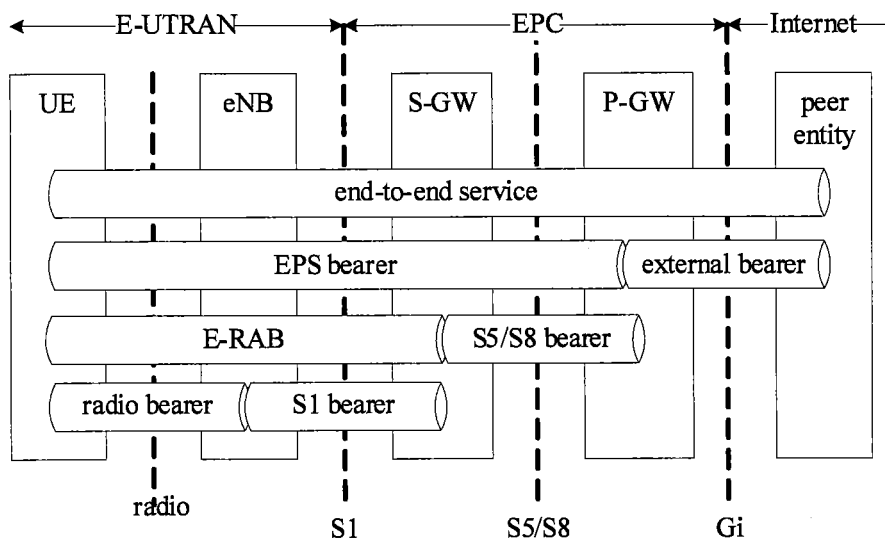 E-UTRAN EPC Internet
UE eNB S-GW P-GW peer
entity
end-to-end service
EPS bearer external bearer
E-RAB S5/S8 bearer
radio bearer S1 bearer
radio
S1 S5/S8 Gi